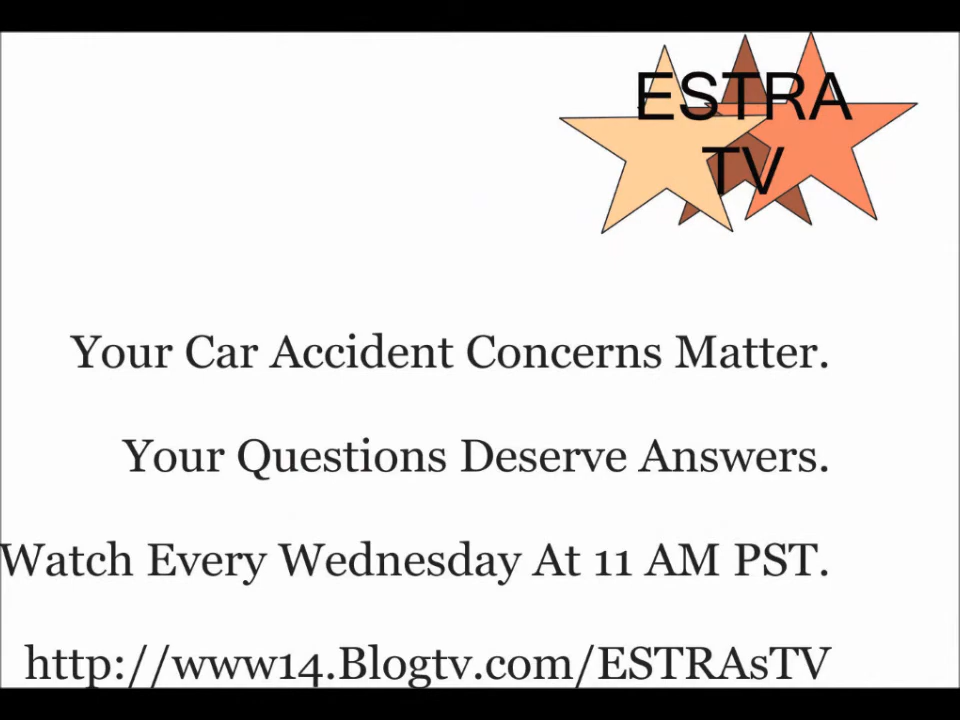 ESTRA
TV
Your Car Accident Concerns Matter.
Your Questions Deserve Answers.
Watch Every Wednesday At 11 AM PST.
http://www14.Blogtv.com/ESTRAsTV